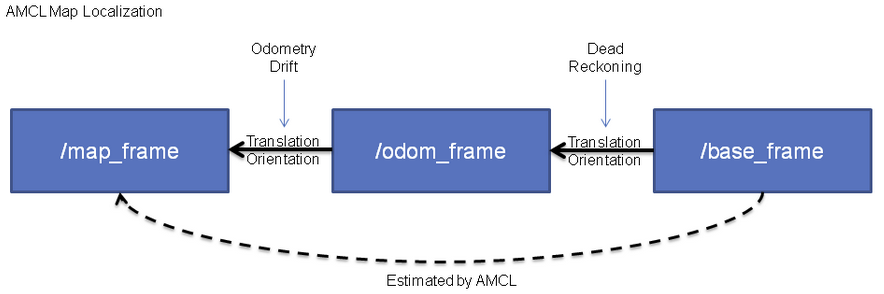 AMCL Map Localization
Odometry
Drift
Dead
Reckoning
/map_frame
Translation
Orientation
/odom_frame
Translation
Orientation
/base_frame
Estimated by AMCL